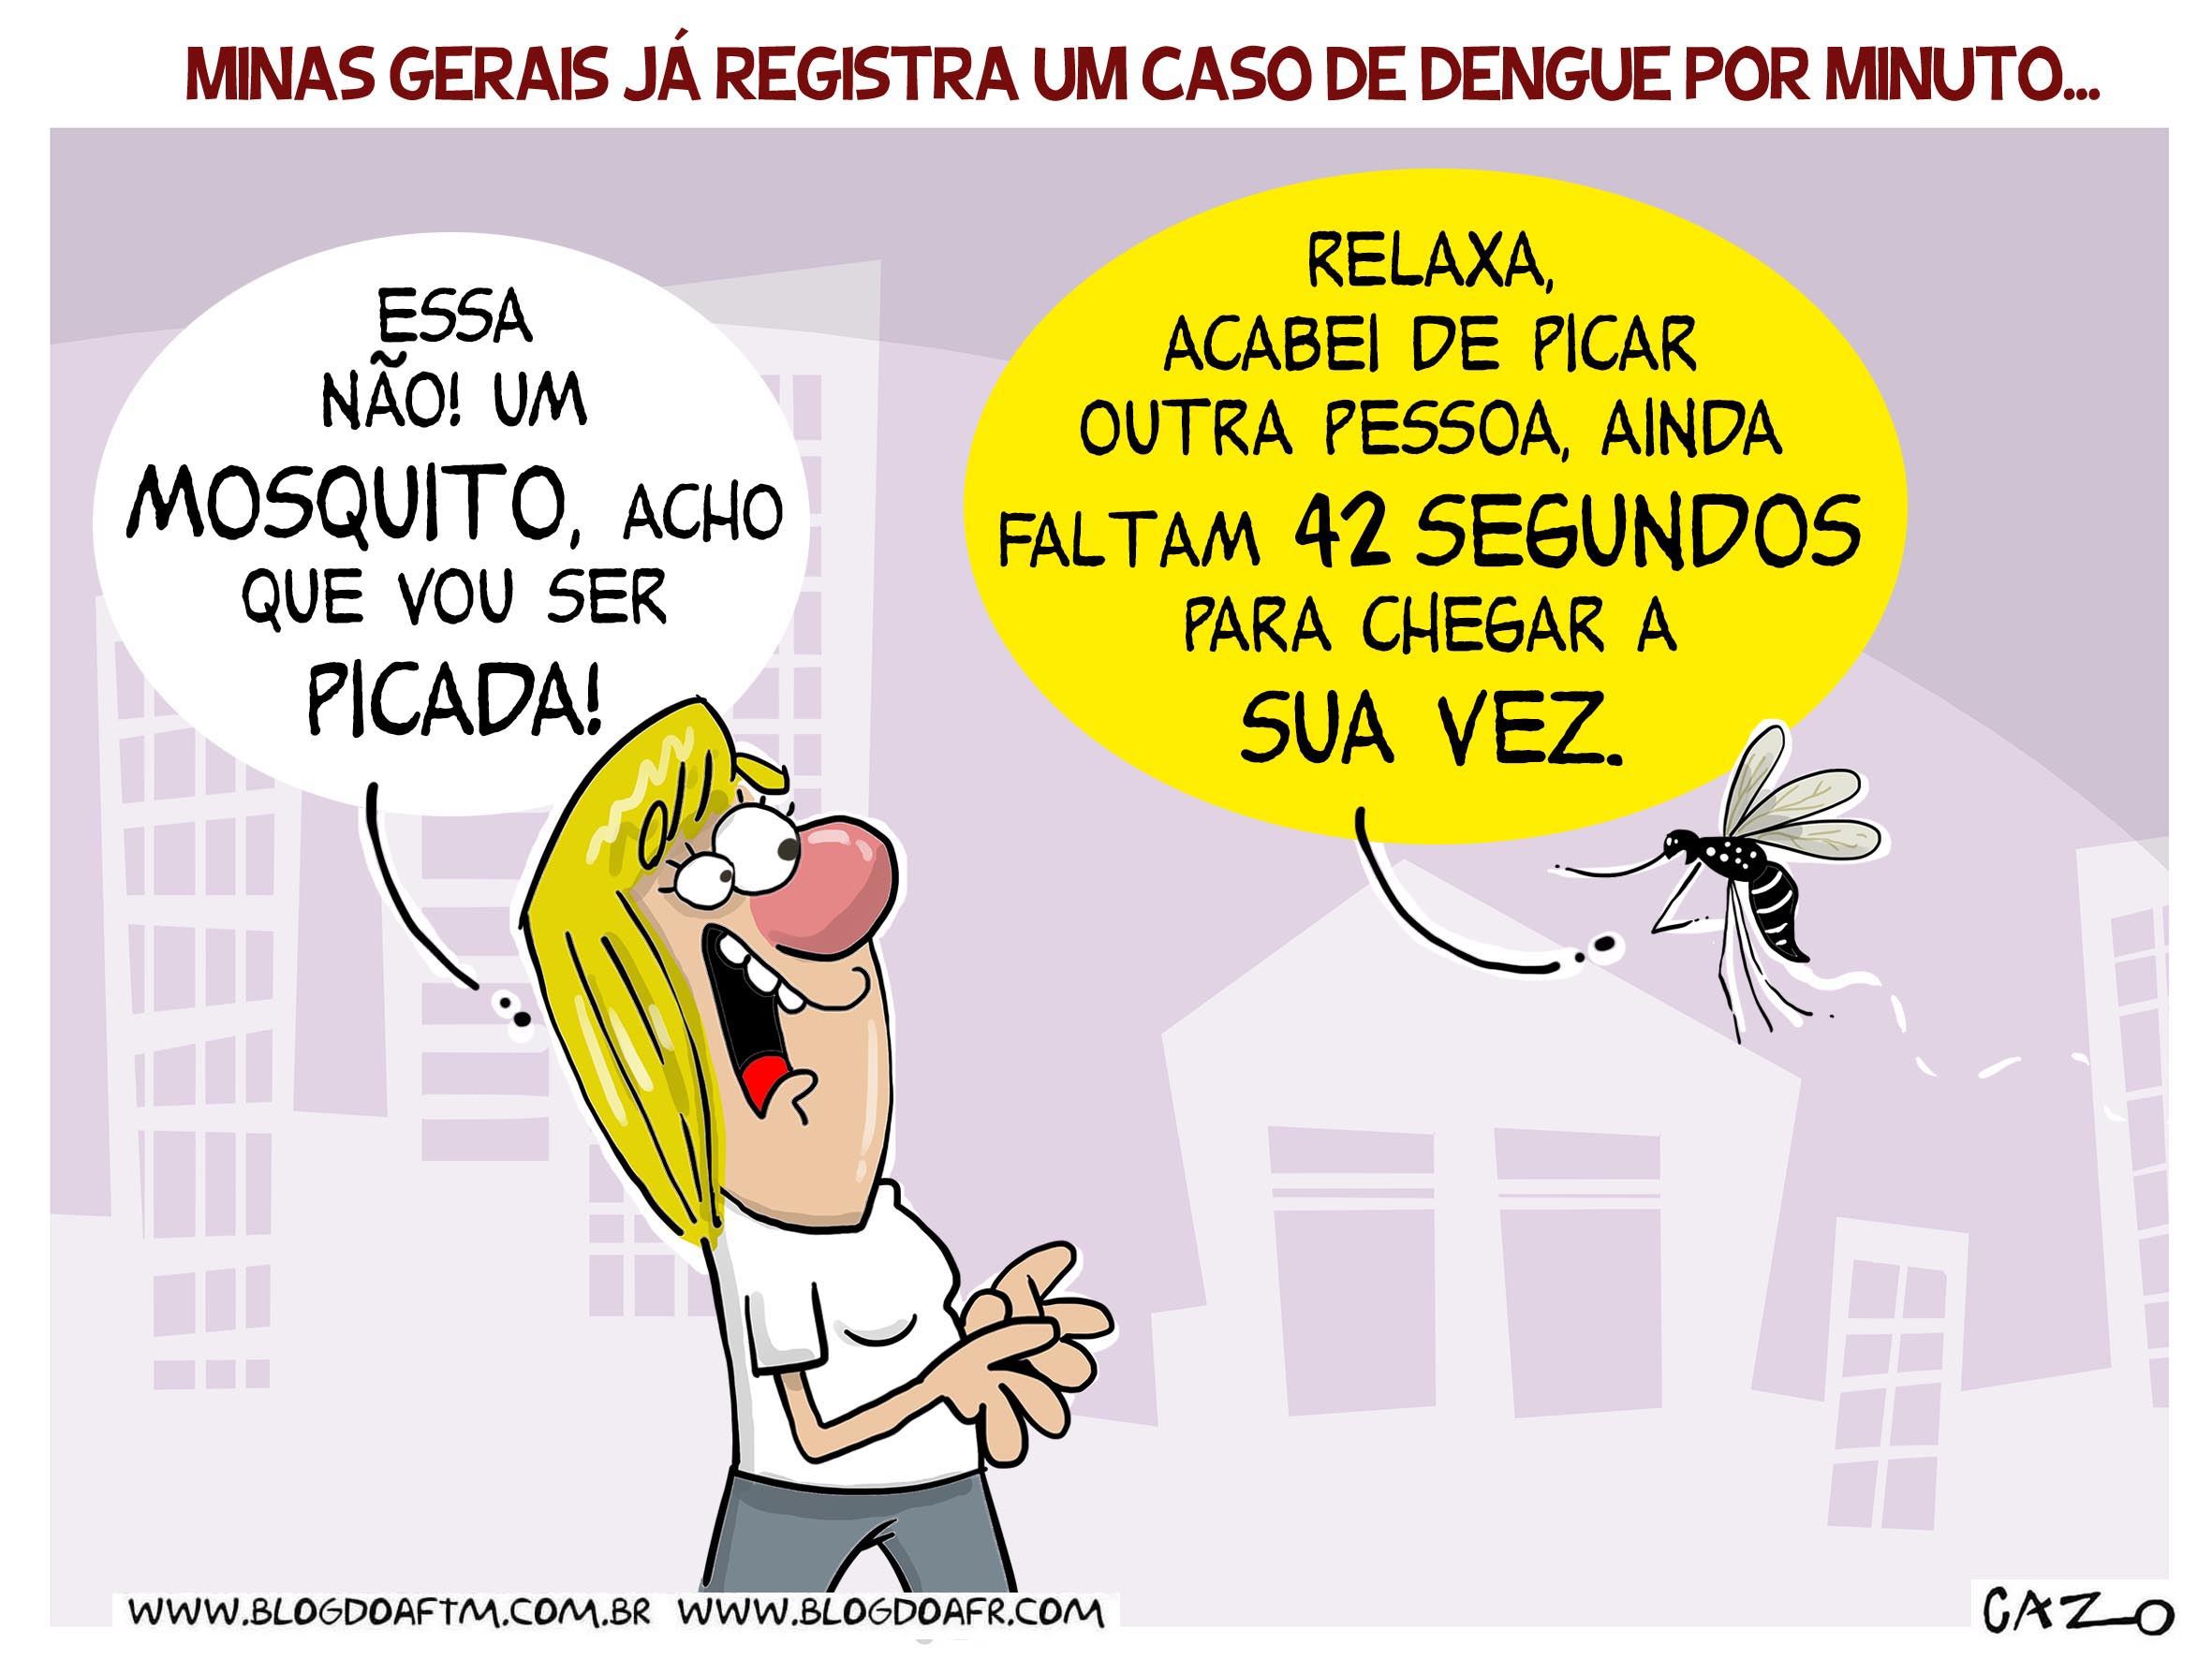 MINAS GERAIS JÁ REGISTRA UM CASO DE DENGUE POR MINUTO...
ESSA
NÃO! UM
MOSQUITO, ACHO
QUE VOU SER
PICADA!
RELAXA,
ACABEI DE PICAR
OUTRA PESSOA, AINDA
FALTAM 42 SEGUNDOS
PARA CHEGAR A
SUA VEZ.
WWW.BLOGDOAFTM.COM.BR WWW.BLOGDOAFR.COM
CAZO